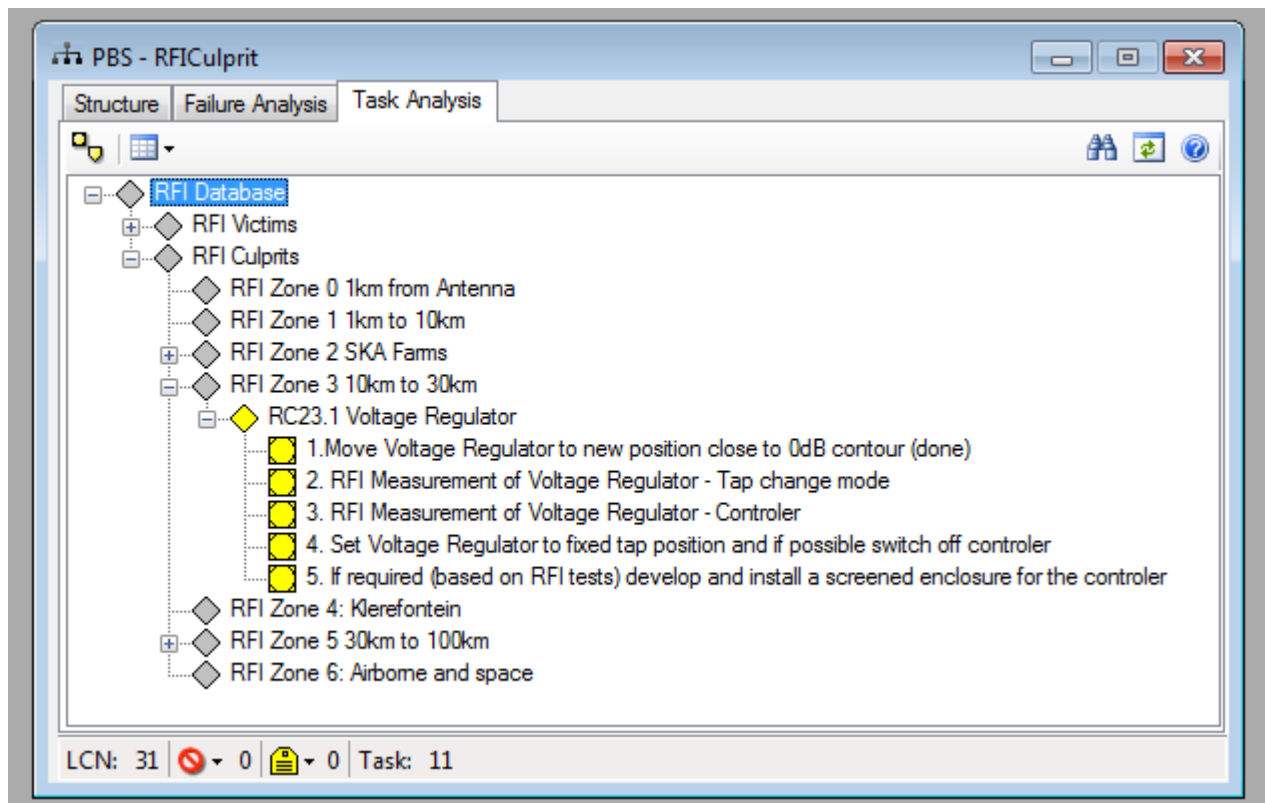 PBS - RFICulprit
Structure Failure Analysis Task Analysis
RFI Database
RFI Victims
RFI Culprits
RFI Zone 0 1km from Antenna
RFI Zone 1 1km to 10km
RFI Zone 2 SKA Farms
RFI Zone 3 10km to 30km
RC23.1 Voltage Regulator
1.Move Voltage Regulator to new position close to 0dB contour (done)
2. RFI Measurement of Voltage Regulator - Tap change mode
3. RFI Measurement of Voltage Regulator - Controler
4. Set Voltage Regulator to fixed tap position and if possible switch off controler
5. If required (based on RFI tests) develop and install a screened enclosure for the controler
RFI Zone 4: Klerefontein
RFI Zone 5 30km to 100km
RFI Zone 6: Airborne and space
LCN: 31 0 0 Task: 11